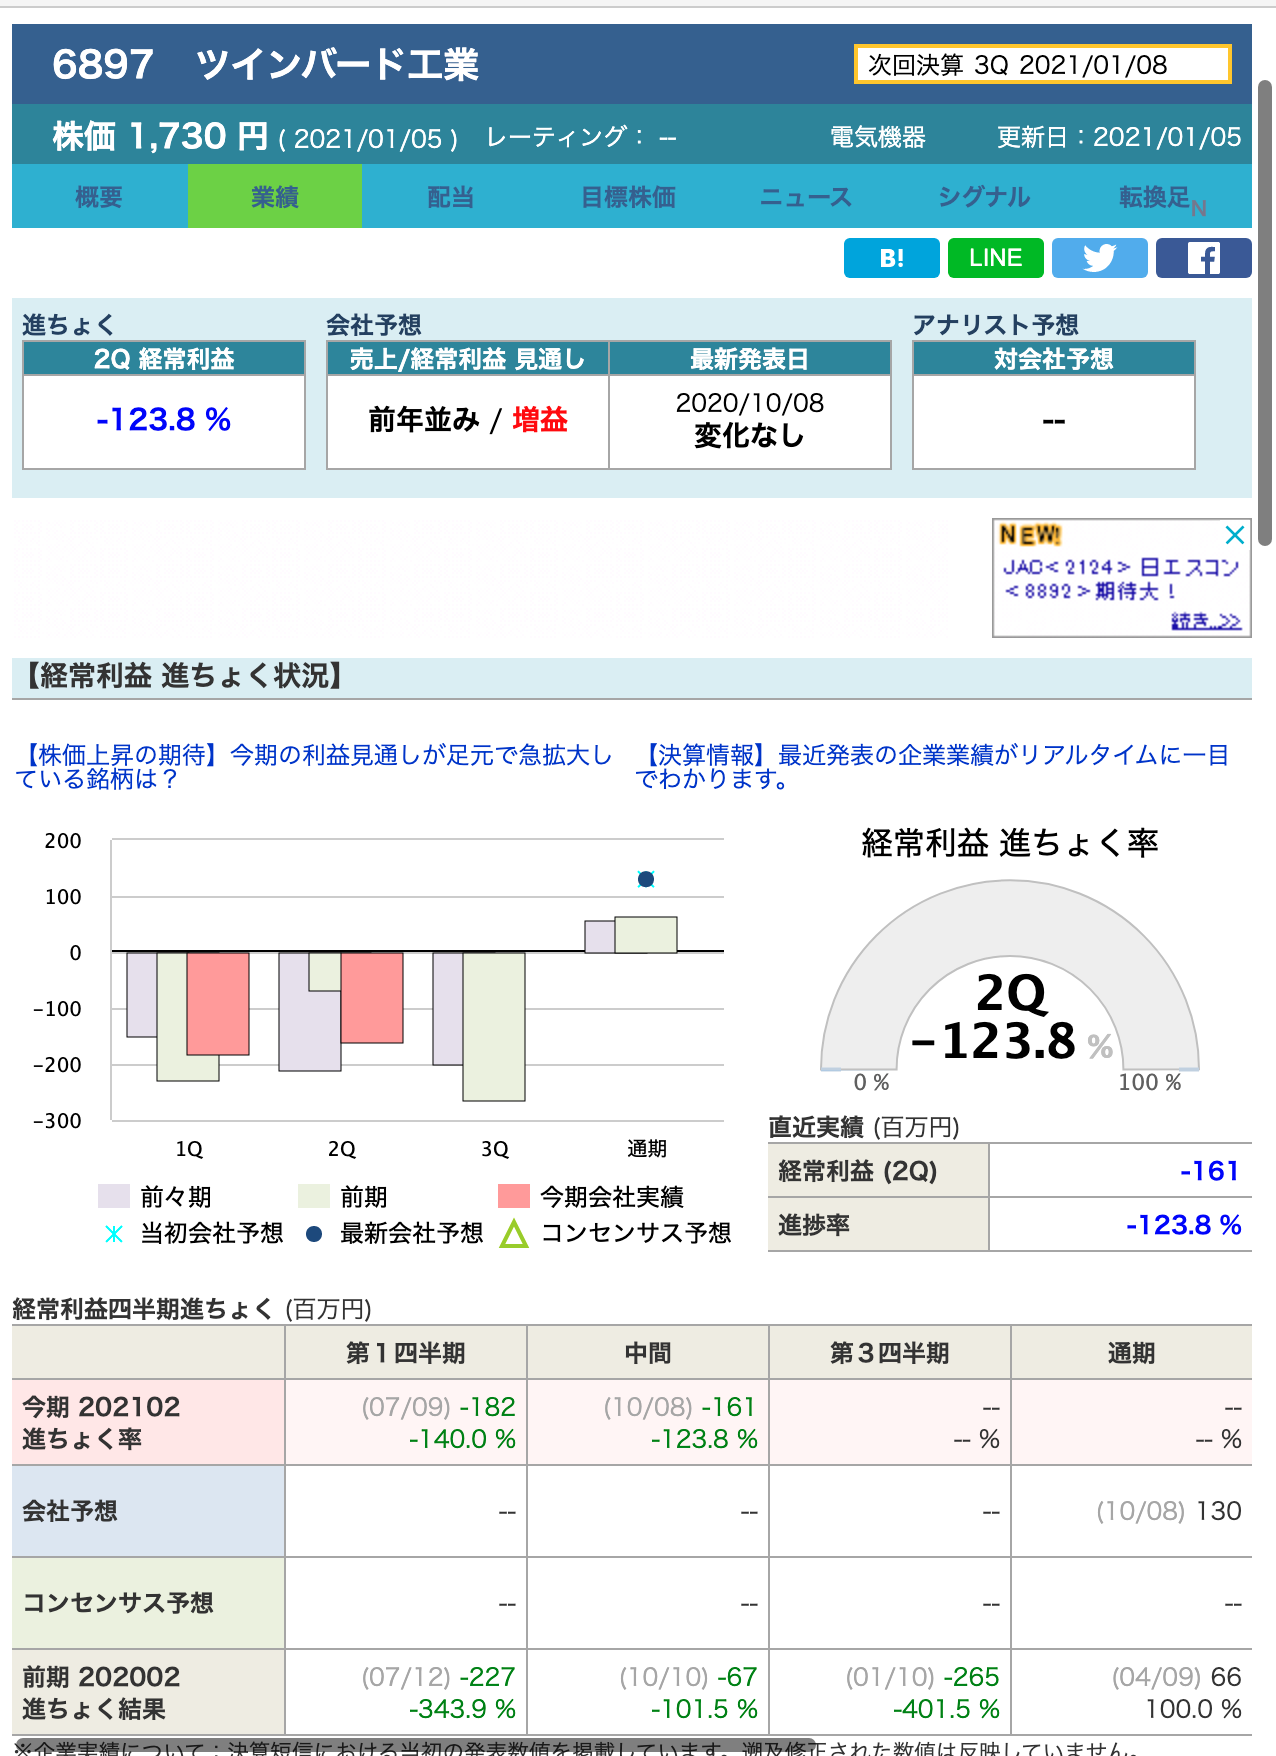 6897　ツインバード工業
次回決算 3Q 2021/01/08
株価 1,730 円 ( 2021/01/05 )　レーティング： --　電気機器　更新日：2021/01/05
概要　業績　配当　目標株価　ニュース　シグナル　転換足N
B!　LINE
進ちょく　会社予想　アナリスト予想
2Q 経常利益　売上/経常利益 見通し　最新発表日　対会社予想
-123.8 %　前年並み / 増益　2020/10/08　--
変化なし
NEW!
JAC<2124> 日エスコン
<8892>期待大！
続き..>>
【経常利益 進ちょく状況】
【株価上昇の期待】今期の利益見通しが足元で急拡大し
ている銘柄は？
【決算情報】最近発表の企業業績がリアルタイムに一目
でわかります。
200
100
0
-100
-200
-300
1Q　2Q　3Q　通期
前々期　前期　今期会社実績
当初会社予想　最新会社予想　コンセンサス予想
経常利益 進ちょく率
2Q
-123.8 %
0 %　100 %
直近実績 (百万円)
経常利益 (2Q)　-161
進捗率　-123.8 %
経常利益四半期進ちょく (百万円)
第１四半期　中間　第３四半期　通期
今期 202102　(07/09) -182　(10/08) -161　--　--
進ちょく率　-140.0 %　-123.8 %　-- %　-- %
会社予想　--　--　--　(10/08) 130
コンセンサス予想　--　--　--　--
前期 202002　(07/12) -227　(10/10) -67　(01/10) -265　(04/09) 66
進ちょく結果　-343.9 %　-101.5 %　-401.5 %　100.0 %
※企業実績について：決算短信における当初の発表数値を掲載しています。遡及修正された数値は反映していません。